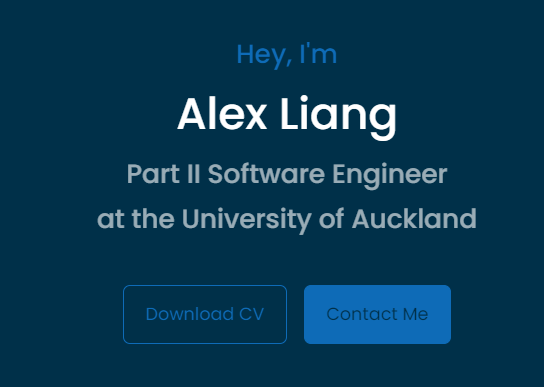 Hey, I'm
Alex Liang
Part II Software Engineer
at the University of Auckland
Download CV
Contact Me